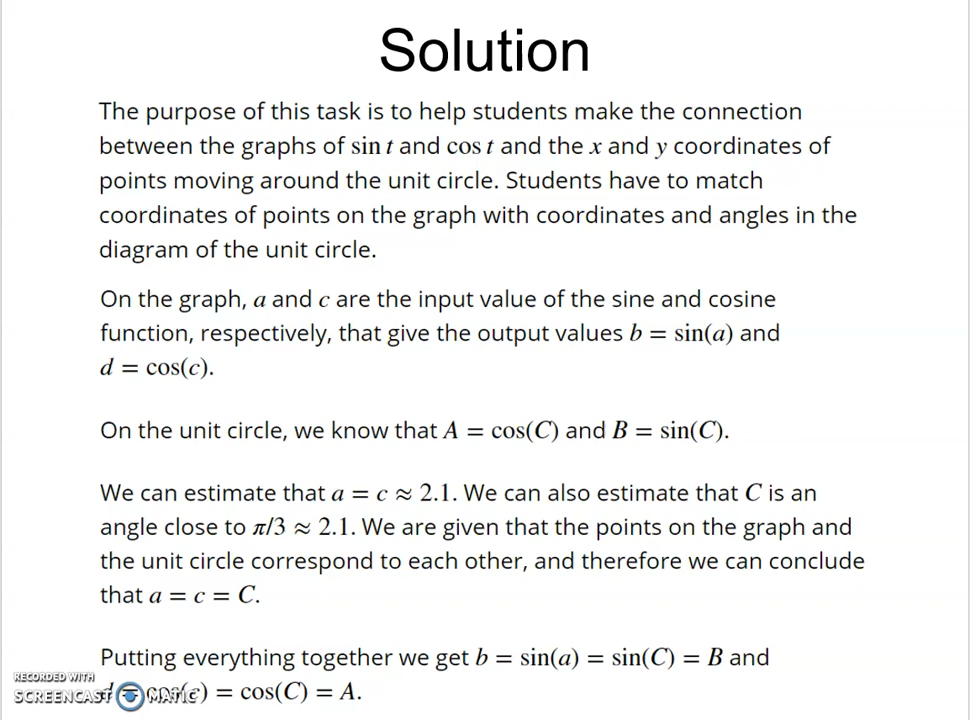 Solution
The purpose of this task is to help students make the connection
between the graphs of sin t and cos t and the x and y coordinates of
points moving around the unit circle. Students have to match
coordinates of points on the graph with coordinates and angles in the
diagram of the unit circle.
On the graph, a and c are the input value of the sine and cosine
function, respectively, that give the output values b = sin(a) and
d = cos(c).
On the unit circle, we know that A = cos(C) and B = sin(C).
We can estimate that a = c ≈ 2.1. We can also estimate that C is an
angle close to π/3 ≈ 2.1. We are given that the points on the graph and
the unit circle correspond to each other, and therefore we can conclude
that a = c = C.
Putting everything together we get b = sin(a) = sin(C) = B and
d = cos(c) = cos(C) = A.
RECORDED WITH
SCREENCAST MATIC